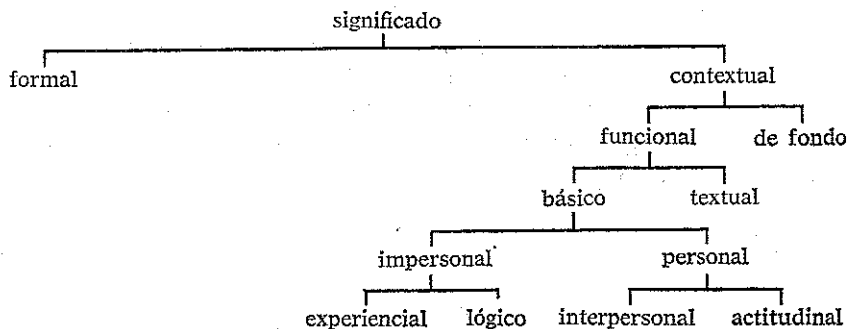 significado
formal contextual
funcional de fondo
básico textual
impersonal personal
experiencial lógico interpersonal actitudinal